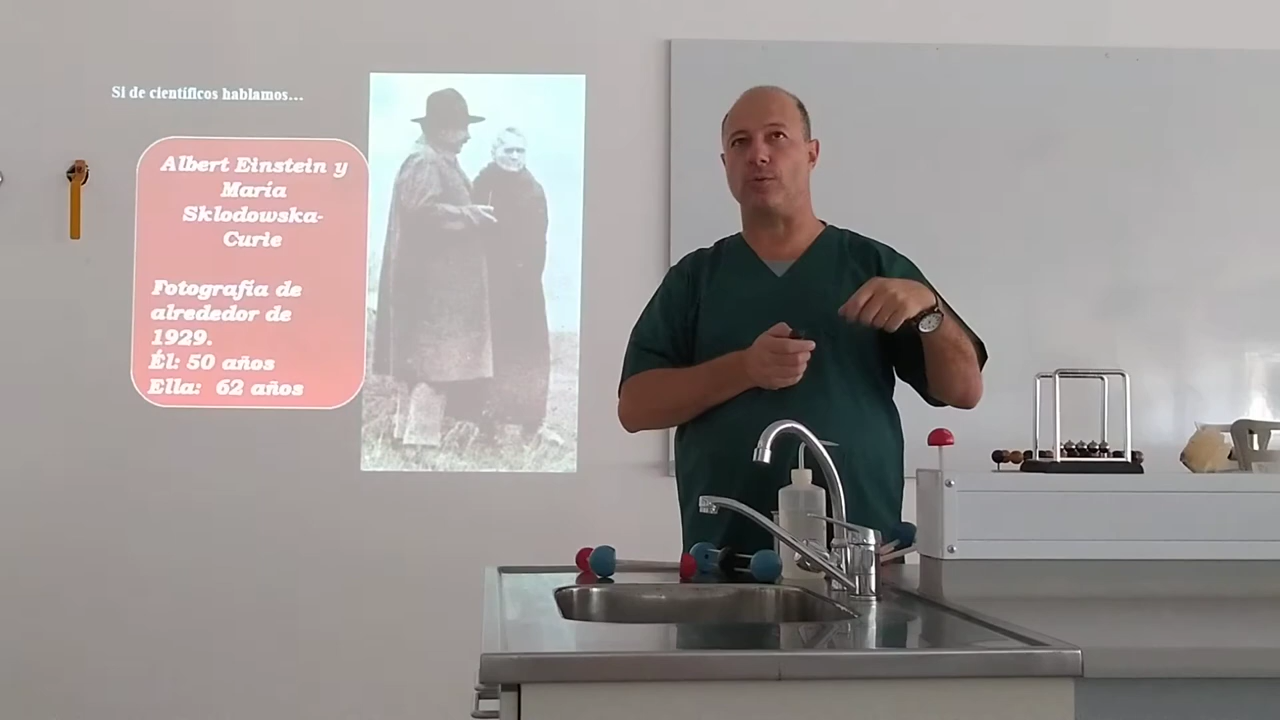 Si de científicos hablamos...
Albert Einstein y
María
Sklodowska-
Curie
Fotografía de
alrededor de
1929.
Él: 50 años
Ella: 62 años